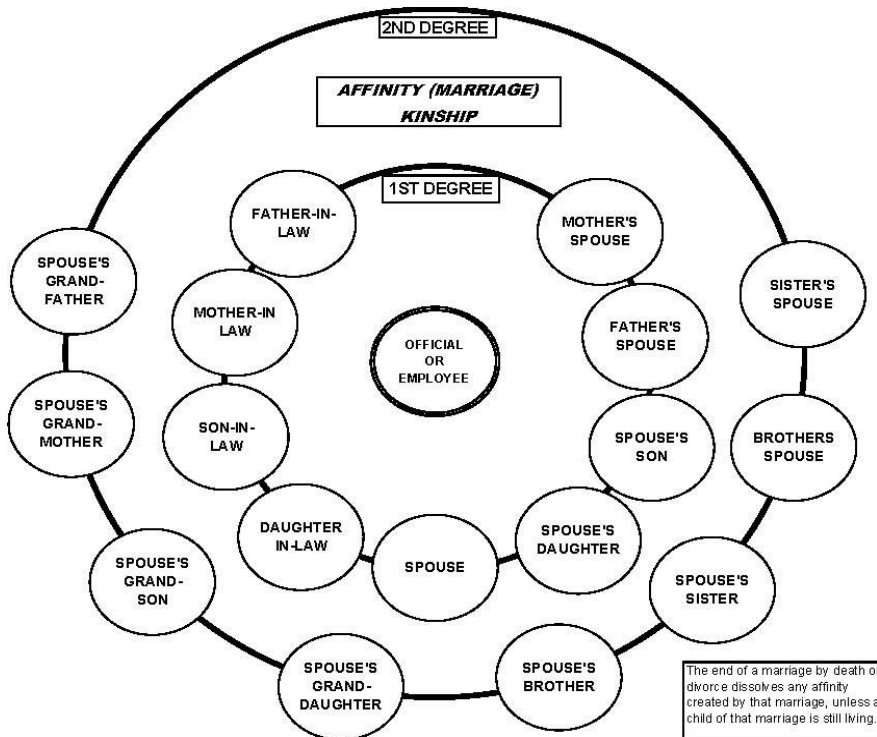 2ND DEGREE
AFFINITY (MARRIAGE)
KINSHIP
1ST DEGREE
FATHER-IN-
LAW
MOTHER'S
SPOUSE
SPOUSE'S
GRAND-
FATHER
SISTER'S
SPOUSE
MOTHER-IN
LAW
FATHER'S
SPOUSE
OFFICIAL
OR
EMPLOYEE
SPOUSE'S
GRAND-
MOTHER
SON-IN-
LAW
SPOUSE'S
SON
BROTHERS
SPOUSE
DAUGHTER
IN-LAW
SPOUSE
SPOUSE'S
DAUGHTER
SPOUSE'S
GRAND-
SON
SPOUSE'S
SISTER
SPOUSE'S
GRAND-
DAUGHTER
SPOUSE'S
BROTHER
The end of a marriage by death or
divorce dissolves any affinity
created by that marriage, unless a
child of that marriage is still living.